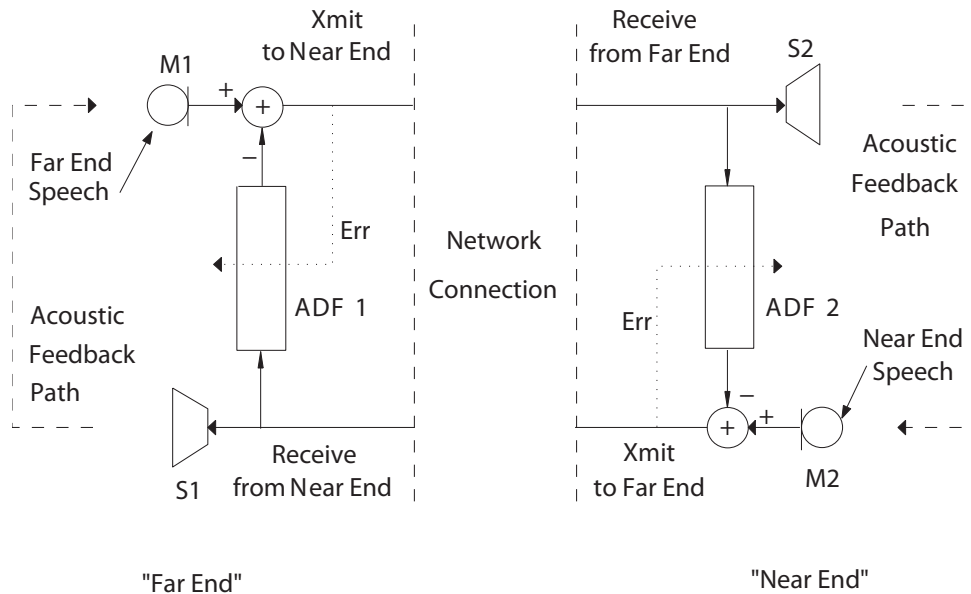 Xmit
to Near End
Receive
from Far End
S2
M1
+
+
Far End
Speech
−
Acoustic
Feedback
Path
Err
Network
Connection
ADF 1
ADF 2
Err
Acoustic
Feedback
Path
Near End
Speech
−
+
+
S1
Receive
from Near End
Xmit
to Far End
M2
"Far End"
"Near End"